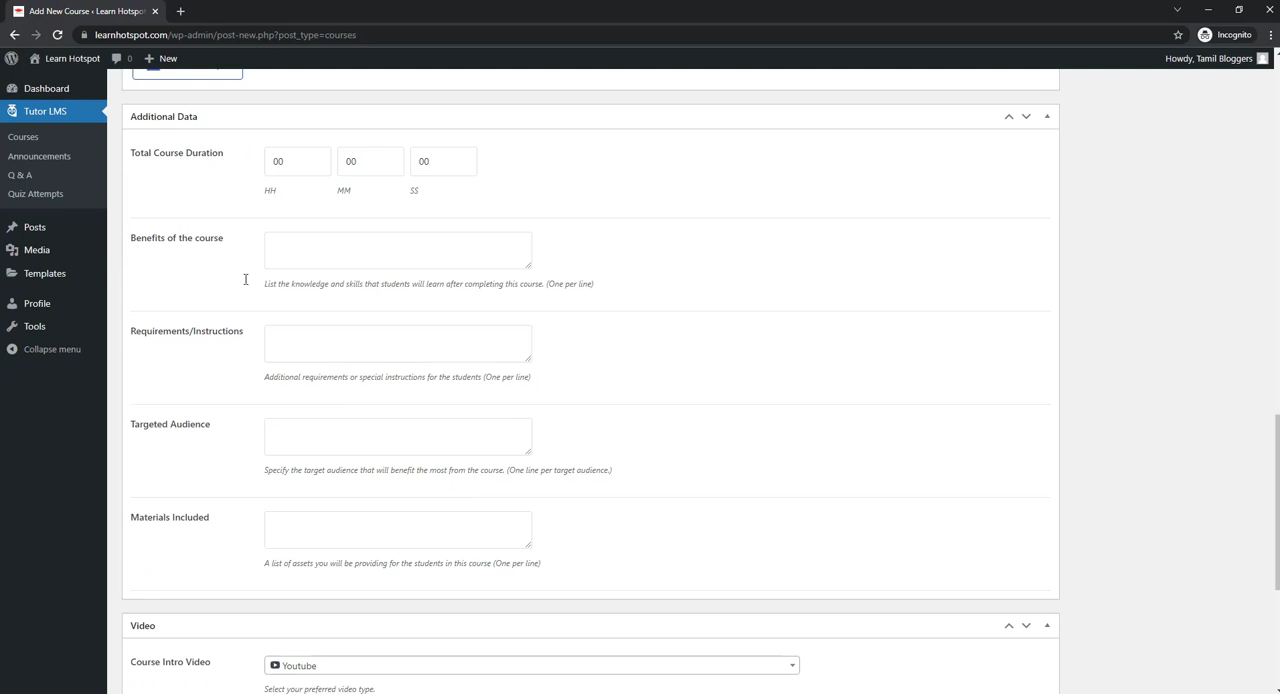 Add New Course ‹ Learn Hotspot
learnhotspot.com/wp-admin/post-new.php?post_type=courses
Incognito
Learn Hotspot
0
New
Howdy, Tamil Bloggers
Dashboard
Tutor LMS
Courses
Announcements
Q & A
Quiz Attempts
Posts
Media
Templates
Profile
Tools
Collapse menu
Additional Data
Total Course Duration
00 00 00
HH MM SS
Benefits of the course
List the knowledge and skills that students will learn after completing this course. (One per line)
Requirements/Instructions
Additional requirements or special instructions for the students (One per line)
Targeted Audience
Specify the target audience that will benefit the most from the course. (One line per target audience.)
Materials Included
A list of assets you will be providing for the students in this course (One per line)
Video
Course Intro Video
Youtube
Select your preferred video type.